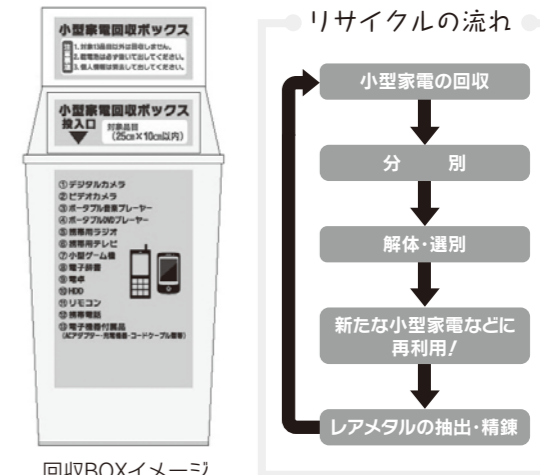 小型家電回収ボックス
1.対象13品目以外は回収しません。
2.乾電池は必ず抜いて出してください。
3.個人情報は消去して出してください。
小型家電回収ボックス
投入口
対象品目
(25cm×10cm以内)
①デジタルカメラ
②ビデオカメラ
③ポータブル音楽プレーヤー
④ポータブルDVDプレーヤー
⑤携帯用ラジオ
⑥携帯用テレビ
⑦小型ゲーム機
⑧電子辞書
⑨電卓
⑩HDD
⑪リモコン
⑫携帯電話
⑬電子機器付属品
(ACアダプター・充電機器・コードケーブル類等)
回収BOXイメージ
リサイクルの流れ
小型家電の回収
分　別
解体・選別
新たな小型家電などに
再利用!
レアメタルの抽出・精錬